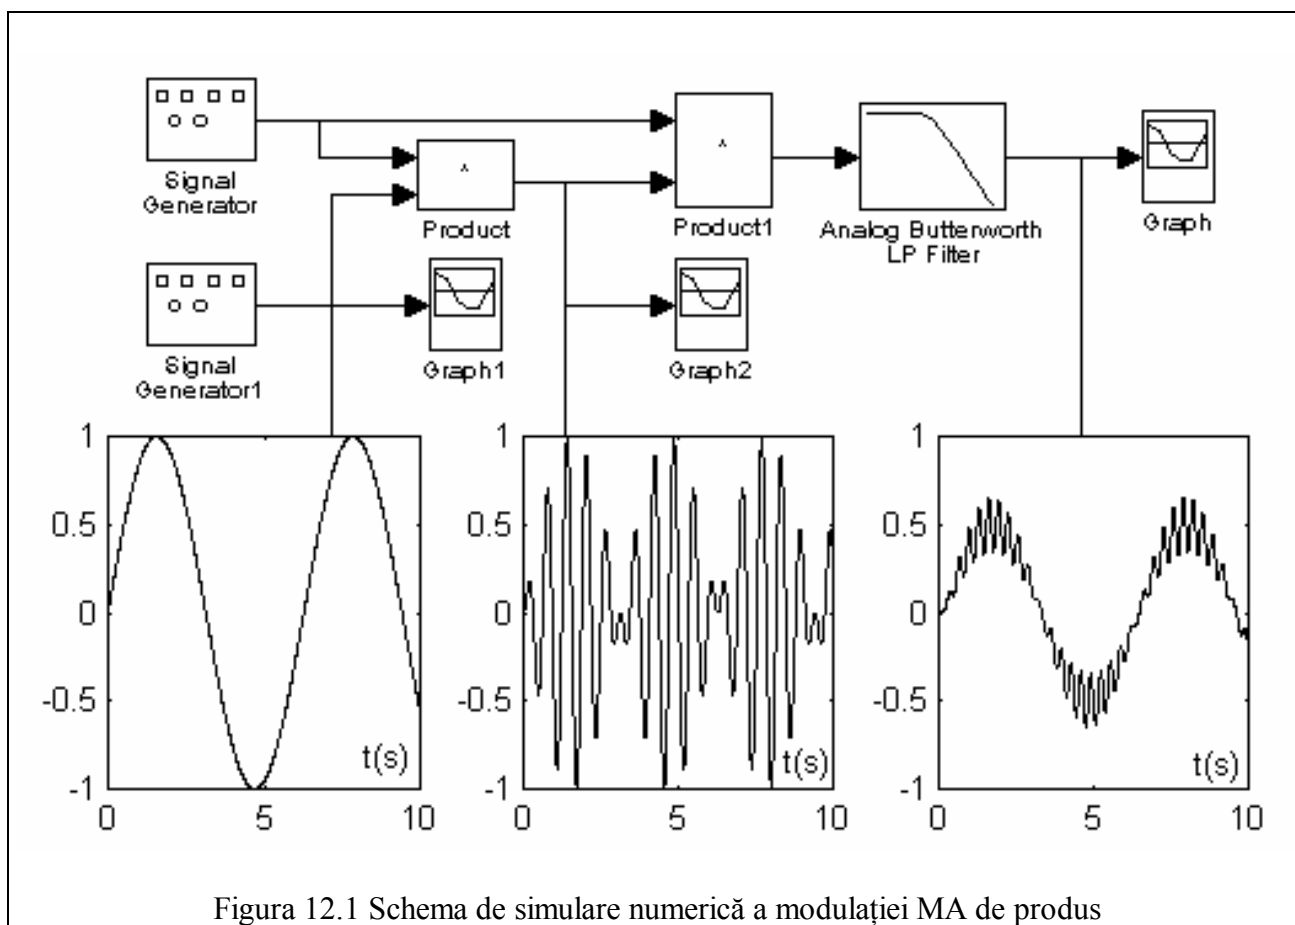 Signal
Generator
Product
Product1
Analog Butterworth
LP Filter
Graph
Signal
Generator1
Graph1
Graph2
1
0.5
0
-0.5
-1
t(s)
0 5 10
1
0.5
0
-0.5
-1
t(s)
0 5 10
1
0.5
0
-0.5
-1
t(s)
0 5 10
Figura 12.1 Schema de simulare numerică a modulației MA de produs